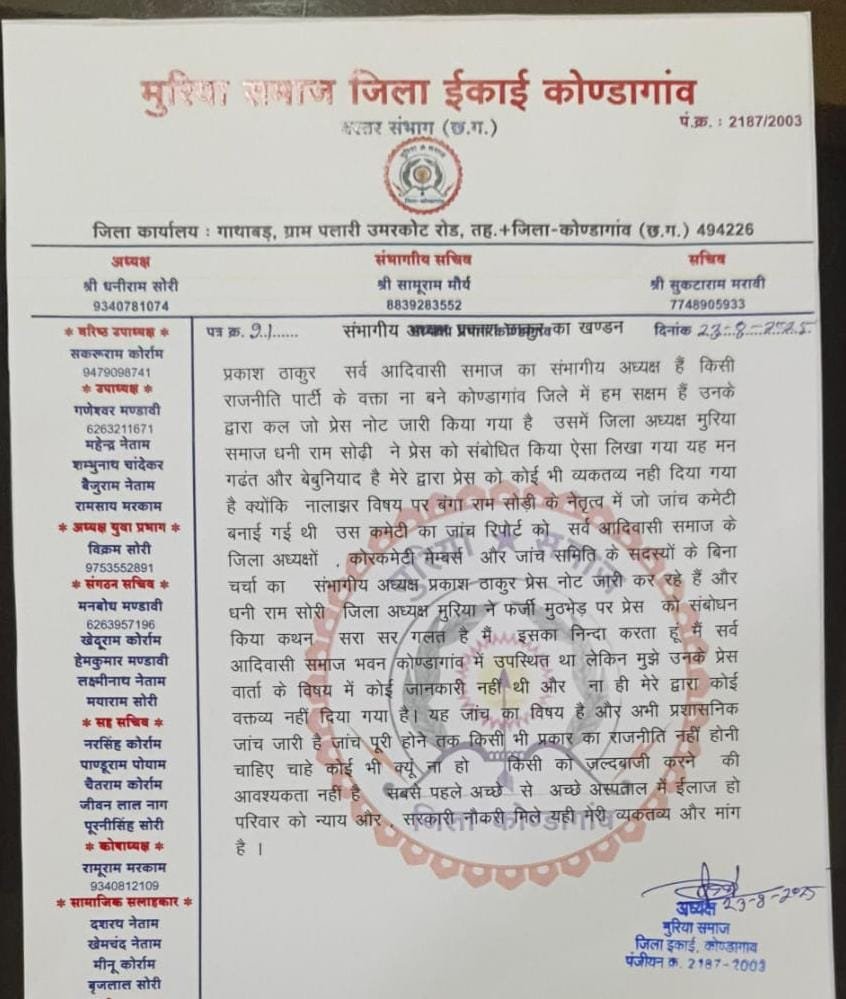 मुरिया समाज जिला ईकाई कोण्डागांव
बस्तर संभाग (छ.ग.)
पं.क्र. : 2187/2003
जिला कार्यालय : गाथाबड़, ग्राम पलारी उमरकोट रोड, तह.+जिला-कोण्डागांव (छ.ग.) 494226
अध्यक्ष
श्री धनीराम सोरी
9340781074
संभागीय सचिव
श्री सामूराम मौर्य
8839283552
सचिव
श्री सुकटाराम मरावी
7748905933
* वरिष्ठ उपाध्यक्ष *
सकरूराम कोर्राम
9479098741
* उपाध्यक्ष *
गणेश्वर मण्डावी
6263211671
महेन्द्र नेताम
शम्भुनाथ चांदेकर
बैजुराम नेताम
रामसाय मरकाम
* अध्यक्ष युवा प्रभाग *
विक्रम सोरी
9753552891
* संगठन सचिव *
मनबोध मण्डावी
6263957196
खेदूराम कोर्राम
हेमकुमार मण्डावी
लक्ष्मीनाथ नेताम
मयाराम सोरी
* सह सचिव *
नरसिंह कोर्राम
पाण्डूराम पोयाम
चैतराम कोर्राम
जीवन लाल नाग
पूरनीसिंह सोरी
* कोषाध्यक्ष *
रामूराम मरकाम
9340812109
* सामाजिक सलाहकार *
दशरथ नेताम
खेमचंद नेताम
मीनू कोर्राम
बृजलाल सोरी
पत्र क्र. 91......
संभागीय अध्यक्ष प्रकाश ठाकुर का खण्डन
दिनांक 23-8-2025
प्रकाश ठाकुर सर्व आदिवासी समाज का संभागीय अध्यक्ष हैं किसी
राजनीति पार्टी के वक्ता ना बने कोण्डागांव जिले में हम सक्षम हैं उनके
द्वारा कल जो प्रेस नोट जारी किया गया है उसमें जिला अध्यक्ष मुरिया
समाज धनी राम सोढ़ी ने प्रेस को संबोधित किया ऐसा लिखा गया यह मन
गढंत और बेबुनियाद है मेरे द्वारा प्रेस को कोई भी व्यकतव्य नही दिया गया
है क्योंकि नालाझर विषय पर बंगा राम सोड़ी के नेतृत्व में जो जांच कमेटी
बनाई गई थी उस कमेटी का जांच रिपोर्ट को सर्व आदिवासी समाज के
जिला अध्यक्षों , कोरकमेटी मेम्बर्स और जांच समिति के सदस्यों के बिना
चर्चा का संभागीय अध्यक्ष प्रकाश ठाकुर प्रेस नोट जारी कर रहे हैं और
धनी राम सोरी जिला अध्यक्ष मुरिया ने फर्जी मुठभेड़ पर प्रेस को संबोधन
किया कथन सरा सर गलत है मैं इसका निन्दा करता हूं मैं सर्व
आदिवासी समाज भवन कोण्डागांव में उपस्थित था लेकिन मुझे उनके प्रेस
वार्ता के विषय में कोई जानकारी नहीं थी और ना ही मेरे द्वारा कोई
वक्तव्य नहीं दिया गया है। यह जांच का विषय है और अभी प्रशासनिक
जांच जारी है जांच पूरी होने तक किसी भी प्रकार का राजनीति नहीं होनी
चाहिए चाहे कोई भी क्यूं ना हो किसी को ज़ल्दबाजी करने की
आवश्यकता नहीं है सबसे पहले अच्छे से अच्छे अस्पताल में ईलाज हो
परिवार को न्याय और , सरकारी नौकरी मिले यही मेरी व्यकतव्य और मांग
है ।
मुरिया समाज
जिला-कोण्डागांव
23-8-2025
अध्यक्ष
मुरिया समाज
जिला इकाई, कोण्डागांव
पंजीयन क. 2187-2003